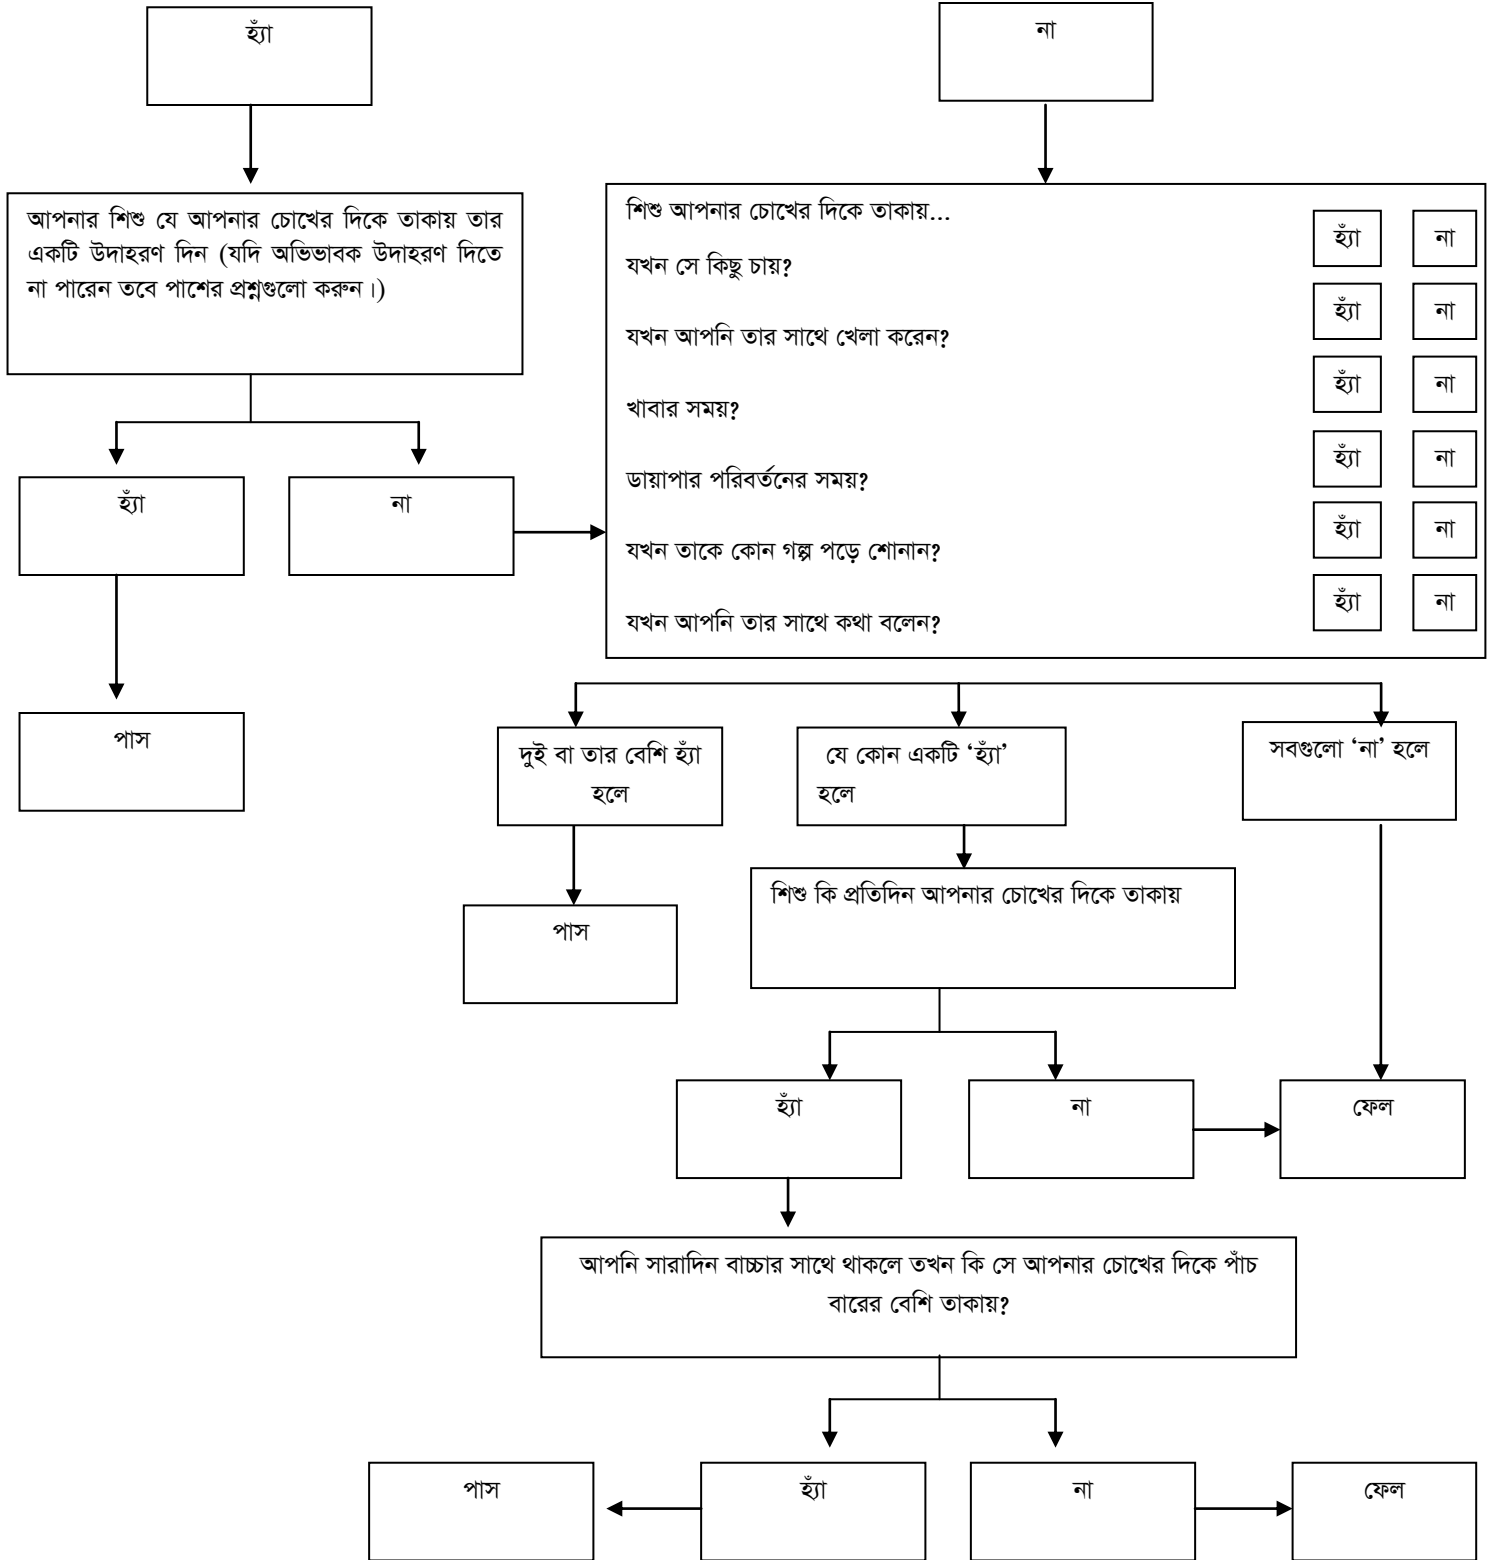 হ্যাঁ
না
আপনার শিশু যে আপনার চোখের দিকে তাকায় তার
একটি উদাহরণ দিন (যদি অভিভাবক উদাহরণ দিতে
না পারেন তবে পাশের প্রশ্নগুলো করুন।)
শিশু আপনার চোখের দিকে তাকায়...
যখন সে কিছু চায়?
হ্যাঁ না
যখন আপনি তার সাথে খেলা করেন?
হ্যাঁ না
খাবার সময়?
হ্যাঁ না
ডায়াপার পরিবর্তনের সময়?
হ্যাঁ না
যখন তাকে কোন গল্প পড়ে শোনান?
হ্যাঁ না
যখন আপনি তার সাথে কথা বলেন?
হ্যাঁ না
হ্যাঁ
না
পাস
দুই বা তার বেশি হ্যাঁ
হলে
যে কোন একটি ‘হ্যাঁ’
হলে
সবগুলো ‘না’ হলে
পাস
শিশু কি প্রতিদিন আপনার চোখের দিকে তাকায়
হ্যাঁ
না
ফেল
আপনি সারাদিন বাচ্চার সাথে থাকলে তখন কি সে আপনার চোখের দিকে পাঁচ
বারের বেশি তাকায়?
পাস
হ্যাঁ
না
ফেল